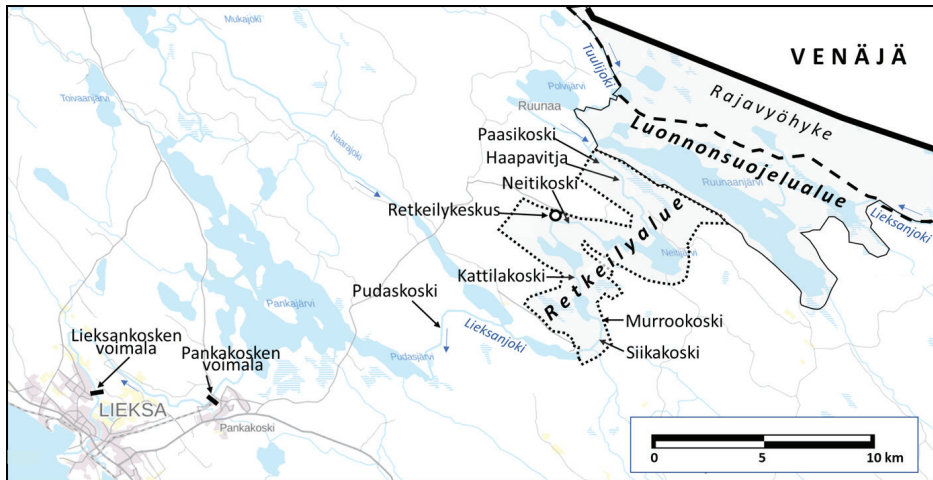 Mukajoki
Tuulijoki
VENÄJÄ
Toivaanjärvi
Pulvijärvi
Rajavyöhyke
Ruunaa
Paasikoski
Luonnonsuojelualue
Naarajoki
Haapavitja
Neitikoski
Ruunaanjärvi
Retkeilykeskus
Lieksanjoki
Retkeilyalue
Neitijärvi
Kattilakoski
Pankajärvi
Pudaskoski
Lieksanjoki
Murrookoski
Lieksankosken
voimala
Pankakosken
voimala
Pudasjärvi
Siikakoski
LIEKSA
Pankakoski
0 5 10 km